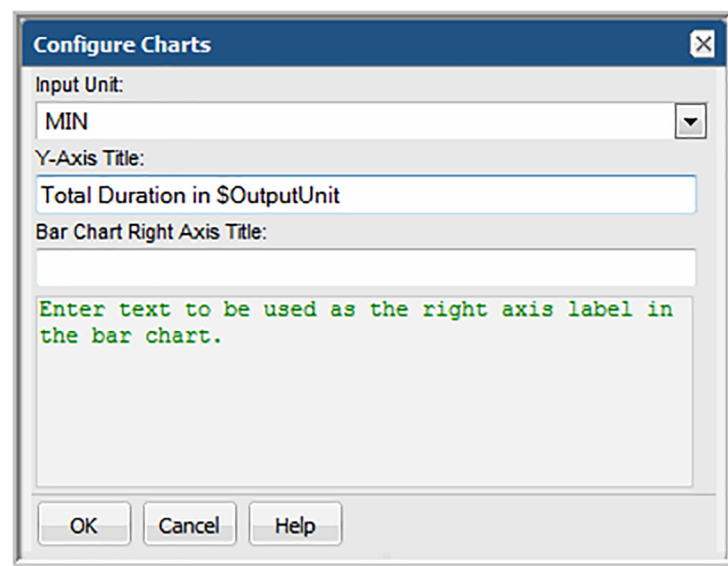 Configure Charts
Input Unit:
MIN
Y-Axis Title:
Total Duration in $OutputUnit
Bar Chart Right Axis Title:
Enter text to be used as the right axis label in
the bar chart.
OK Cancel Help